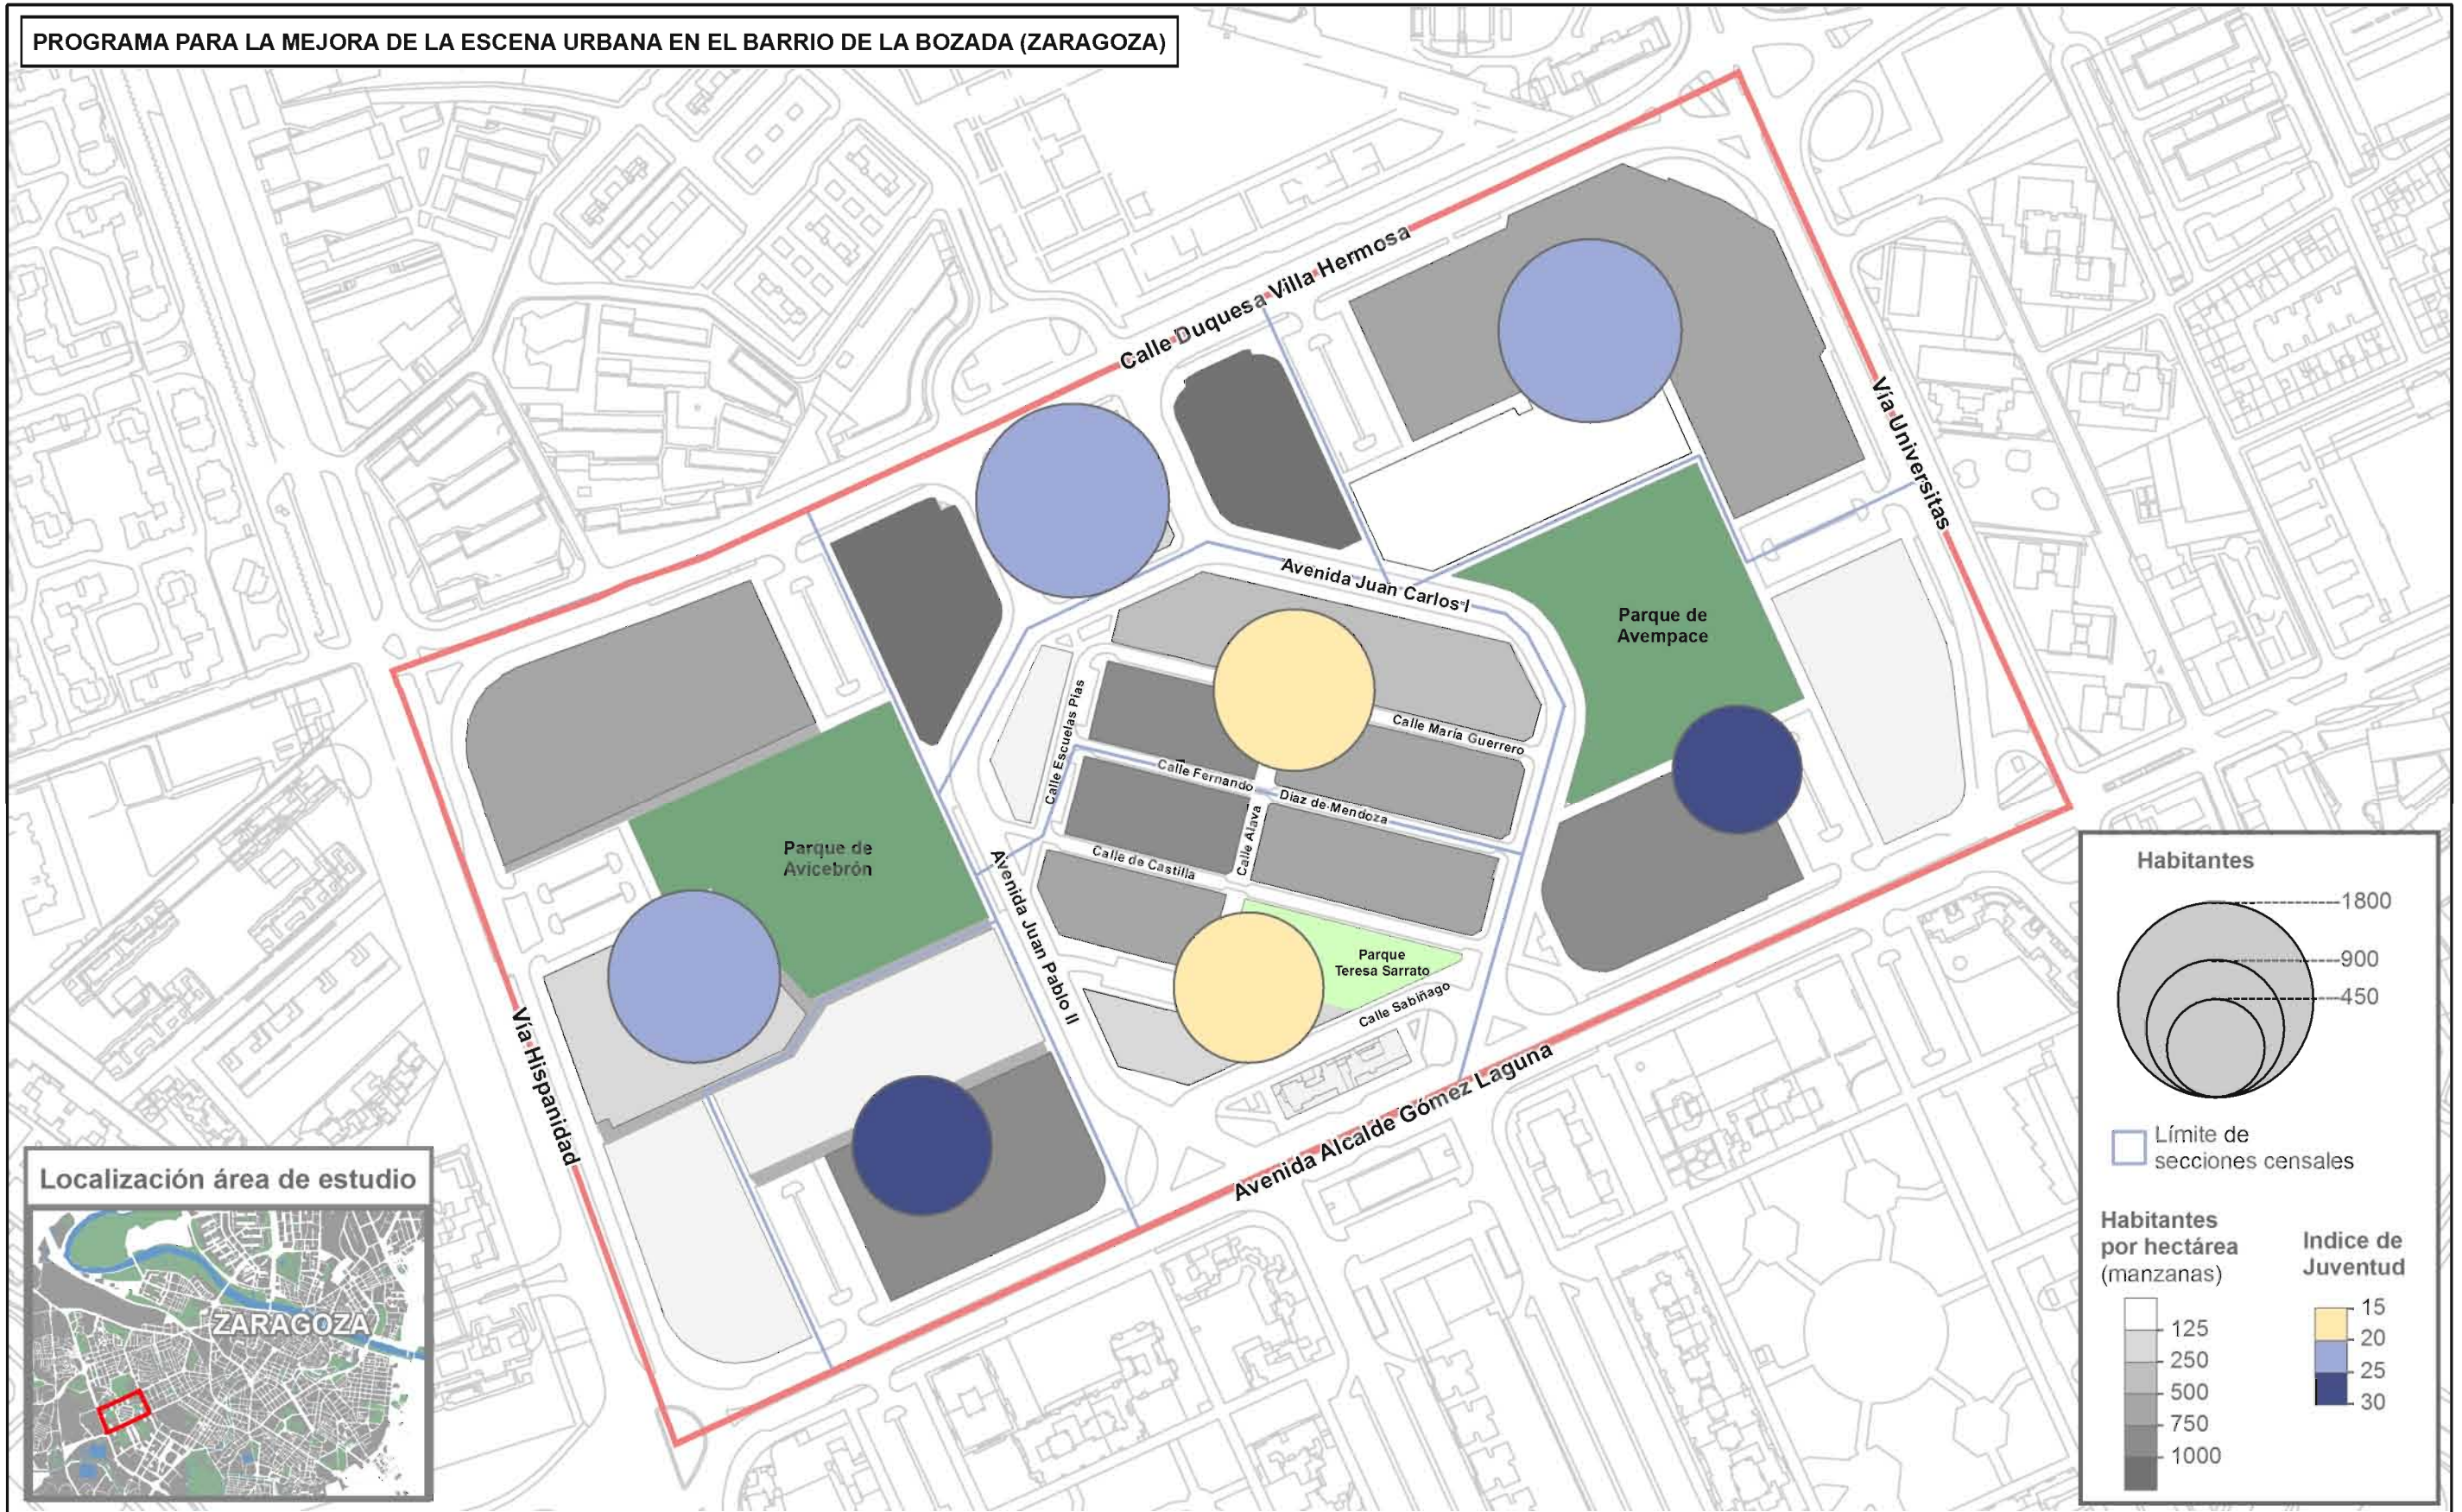 PROGRAMA PARA LA MEJORA DE LA ESCENA URBANA EN EL BARRIO DE LA BOZADA (ZARAGOZA)
Calle Duquesa Villa Hermosa
Vía Universitas
Avenida Juan Carlos I
Parque de
Avempace
Calle Escuelas Pias
Calle María Guerrero
Calle Fernando Díaz de Mendoza
Calle Alava
Calle de Castilla
Parque de
Avicebrón
Avenida Juan Pablo II
Parque
Teresa Sarrato
Calle Sabiñago
Vía Hispanidad
Avenida Alcalde Gómez Laguna
Localización área de estudio
ZARAGOZA
Habitantes
1800
900
450
Límite de
secciones censales
Habitantes
por hectárea
(manzanas)
125
250
500
750
1000
Indice de
Juventud
15
20
25
30